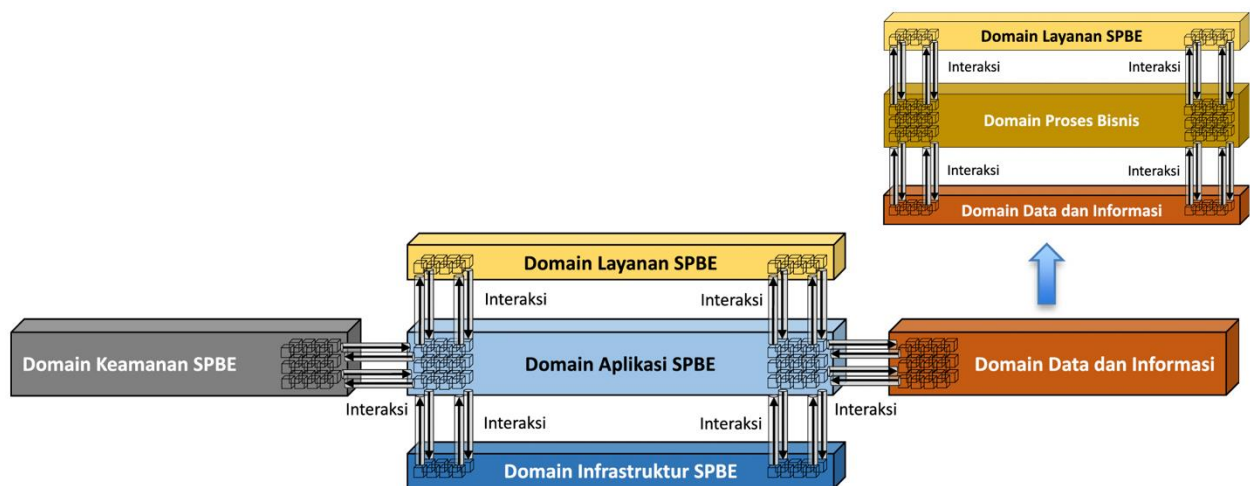 Domain Layanan SPBE
Interaksi
Interaksi
Domain Proses Bisnis
Interaksi
Interaksi
Domain Data dan Informasi
Domain Layanan SPBE
Interaksi
Interaksi
Domain Keamanan SPBE
Domain Aplikasi SPBE
Domain Data dan Informasi
Interaksi
Interaksi
Interaksi
Interaksi
Domain Infrastruktur SPBE